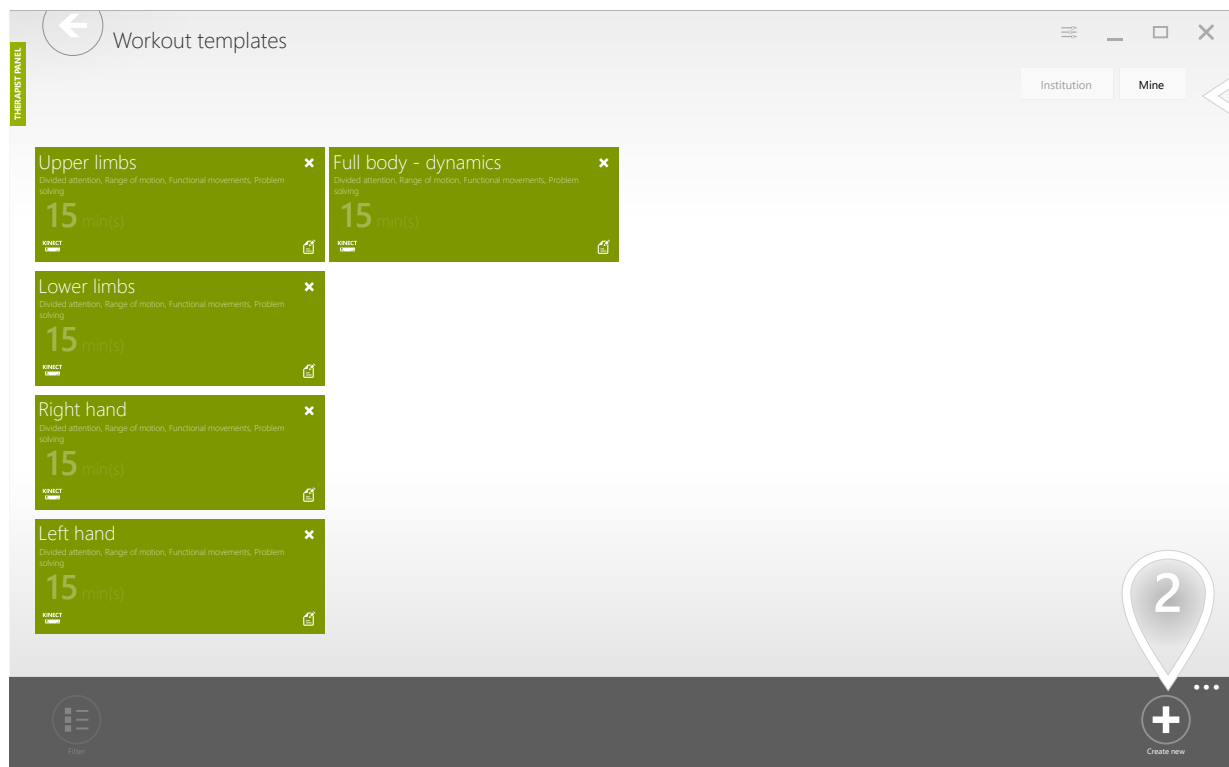 Workout templates
THERAPIST PANEL
Institution
Mine
Upper limbs
Divided attention, Range of motion, Functional movements, Problem
solving
15 min(s)
KINECT
Full body - dynamics
Divided attention, Range of motion, Functional movements, Problem
solving
15 min(s)
KINECT
Lower limbs
Divided attention, Range of motion, Functional movements, Problem
solving
15 min(s)
KINECT
Right hand
Divided attention, Range of motion, Functional movements, Problem
solving
15 min(s)
KINECT
Left hand
Divided attention, Range of motion, Functional movements, Problem
solving
15 min(s)
KINECT
2
Filter
Create new